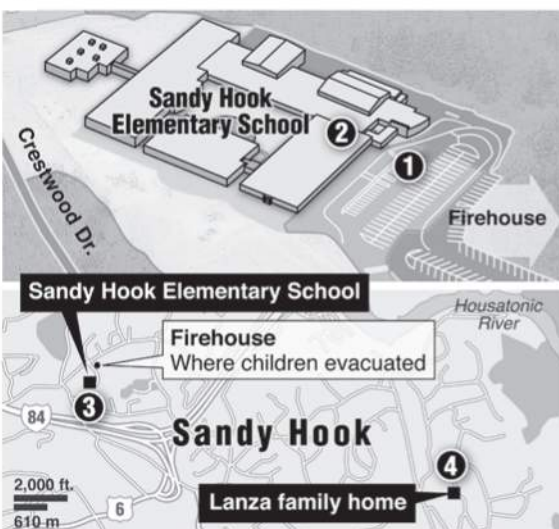 Sandy Hook
Elementary School
2
1
Crestwood Dr.
Firehouse
Sandy Hook Elementary School
Housatonic
River
Firehouse
Where children evacuated
3
84
Sandy Hook
4
2,000 ft.
610 m
6
Lanza family home